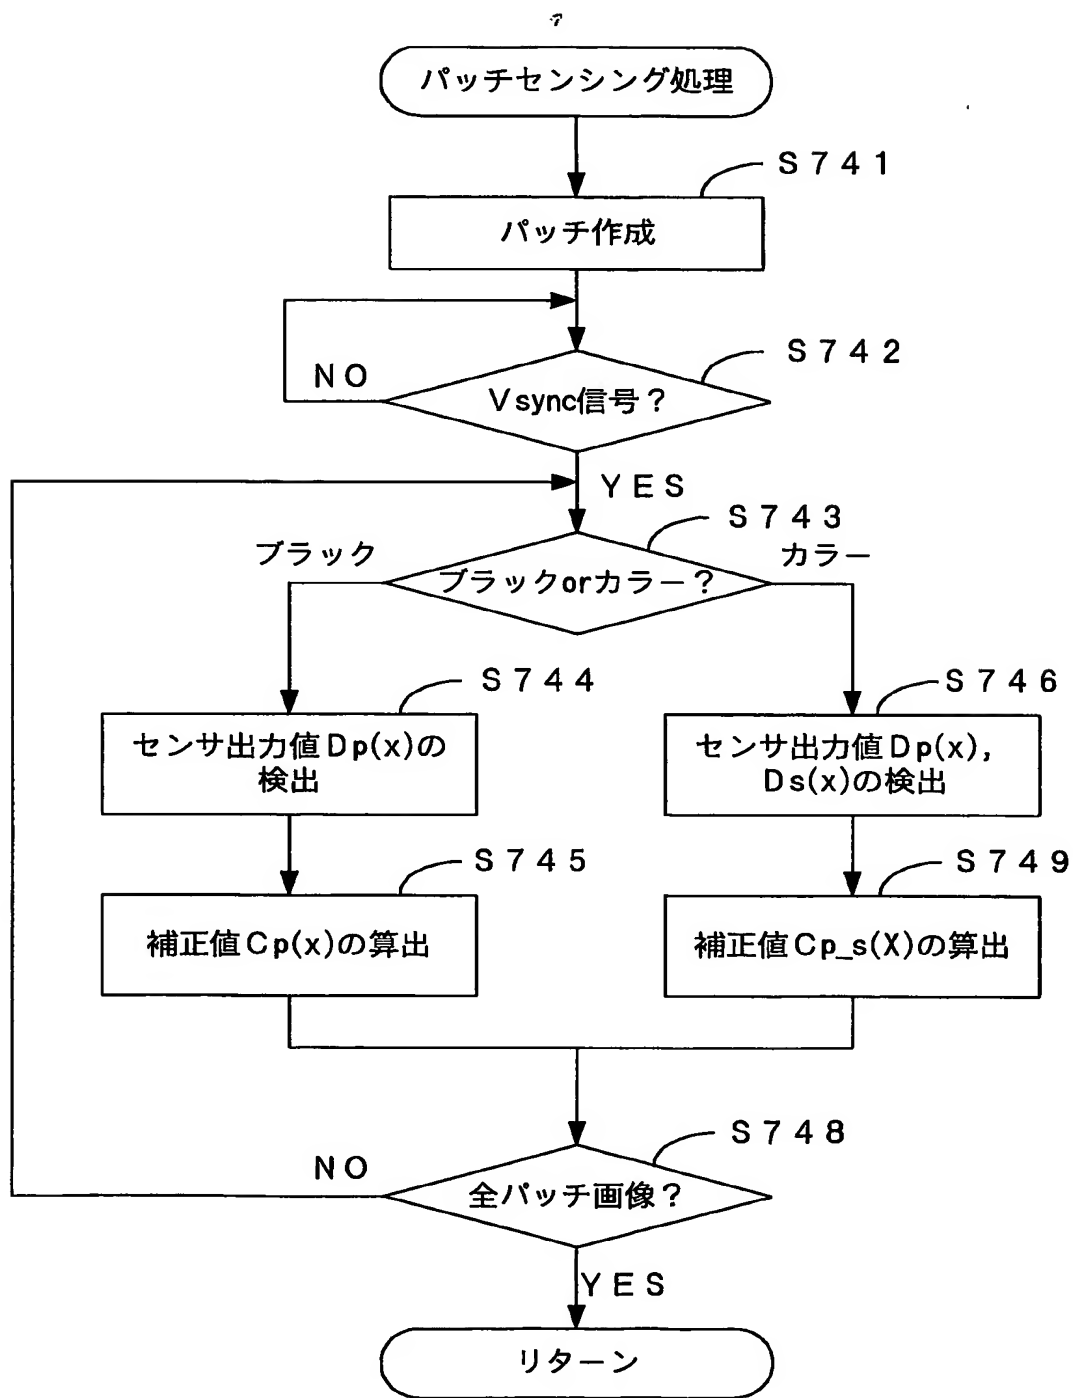 パッチセンシング処理
S741
パッチ作成
S742
NO
Vsync信号?
YES
S743
ブラック
カラー
ブラックorカラー?
S744
S746
センサ出力値Dp(x)の
検出
センサ出力値Dp(x),
Ds(x)の検出
S745
S749
補正値Cp(x)の算出
補正値Cp_s(X)の算出
S748
NO
全パッチ画像?
YES
リターン